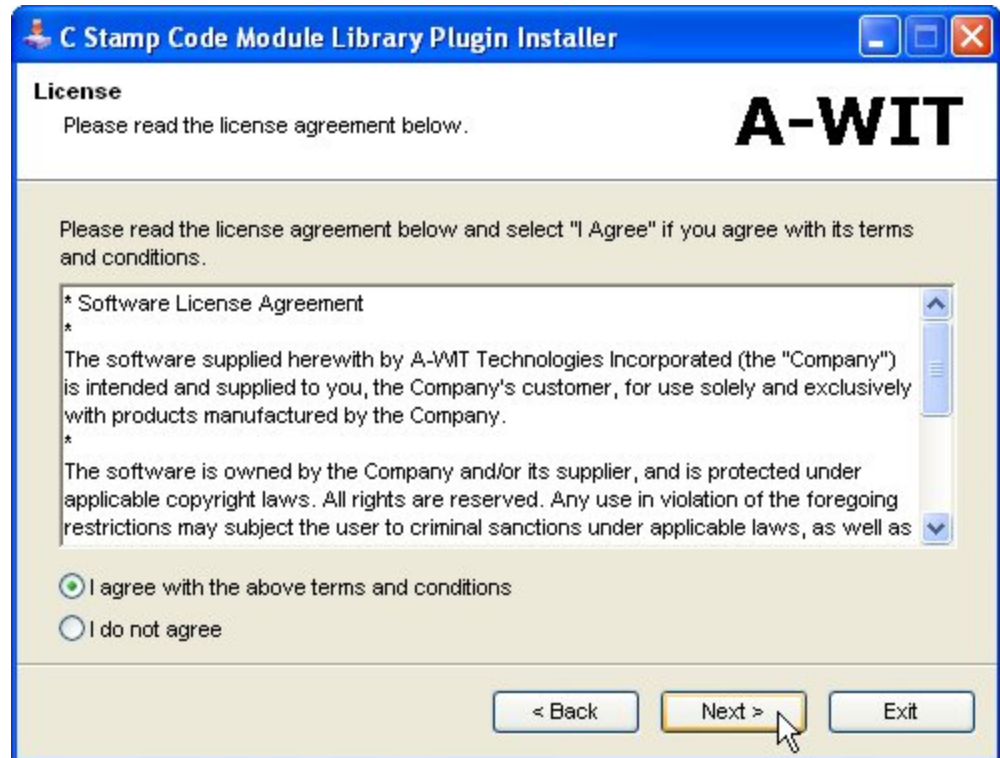 C Stamp Code Module Library Plugin Installer
License
Please read the license agreement below.
A-WIT
Please read the license agreement below and select "I Agree" if you agree with its terms
and conditions.
* Software License Agreement
*
The software supplied herewith by A-WIT Technologies Incorporated (the "Company")
is intended and supplied to you, the Company's customer, for use solely and exclusively
with products manufactured by the Company.
*
The software is owned by the Company and/or its supplier, and is protected under
applicable copyright laws. All rights are reserved. Any use in violation of the foregoing
restrictions may subject the user to criminal sanctions under applicable laws, as well as
I agree with the above terms and conditions
I do not agree
< Back
Next >
Exit